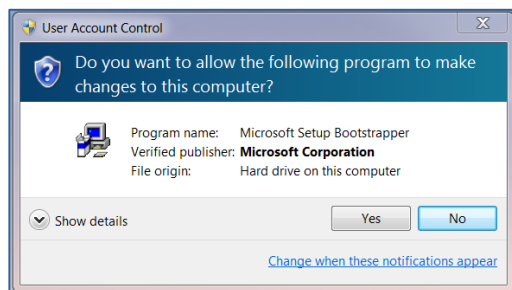 User Account Control
Do you want to allow the following program to make
changes to this computer?
Program name: Microsoft Setup Bootstrapper
Verified publisher: Microsoft Corporation
File origin: Hard drive on this computer
Show details
Yes No
Change when these notifications appear